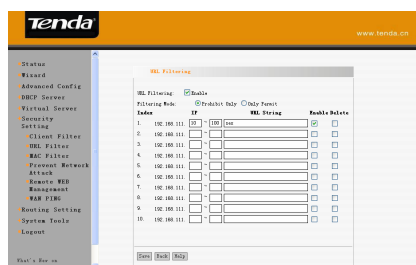 Tenda
www.tenda.cn
Status
Wizard
Advanced Config
DHCP Server
Virtual Server
Security Setting
Client Filter
URL Filter
MAC Filter
Prevent Network Attack
Remote WEB Management
WAN PING
Routing Setting
System Tools
Logout
URL Filtering
URL Filtering: Enable
Filtering Mode: Prohibit Only Only Permit
Index IP URL String Enable Delete
1. 192.168.111. 10 ~ 100 sex
2. 192.168.111. ~
3. 192.168.111. ~
4. 192.168.111. ~
5. 192.168.111. ~
6. 192.168.111. ~
7. 192.168.111. ~
8. 192.168.111. ~
9. 192.168.111. ~
10. 192.168.111. ~
Save Back Help